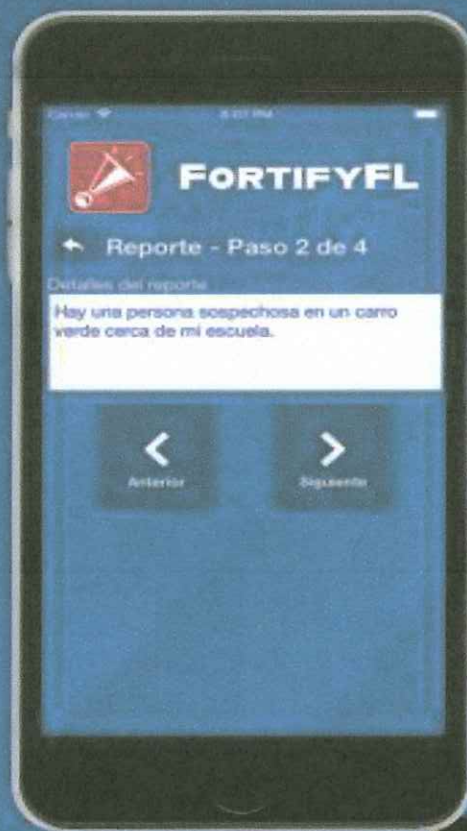 FORTIFYFL
Reporte - Paso 2 de 4
Detalles del reporte
Hay una persona sospechosa en un carro
verde cerca de mi escuela.
Anterior
Siguiente